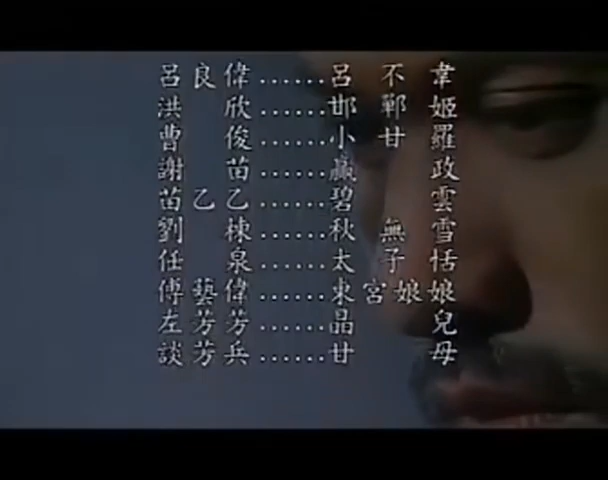 呂良偉......呂不韋
洪欣......邯鄲姬
曹俊......小甘羅
謝苗......嬴政
苗乙乙......碧雲
劉棟......秋無雪
任泉......太子恬
傅藝偉......東宮娘娘
左芳芳......晶兒
談芳兵......甘母